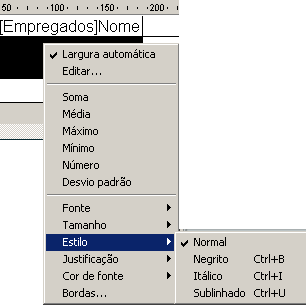 50 100 150 200
[Empregados]Nome
Largura automática
Editar...
Soma
Média
Máximo
Mínimo
Número
Desvio padrão
Fonte
Tamanho
Estilo
Normal
Justificação
Negrito Ctrl+B
Cor de fonte
Itálico Ctrl+I
Bordas...
Sublinhado Ctrl+U